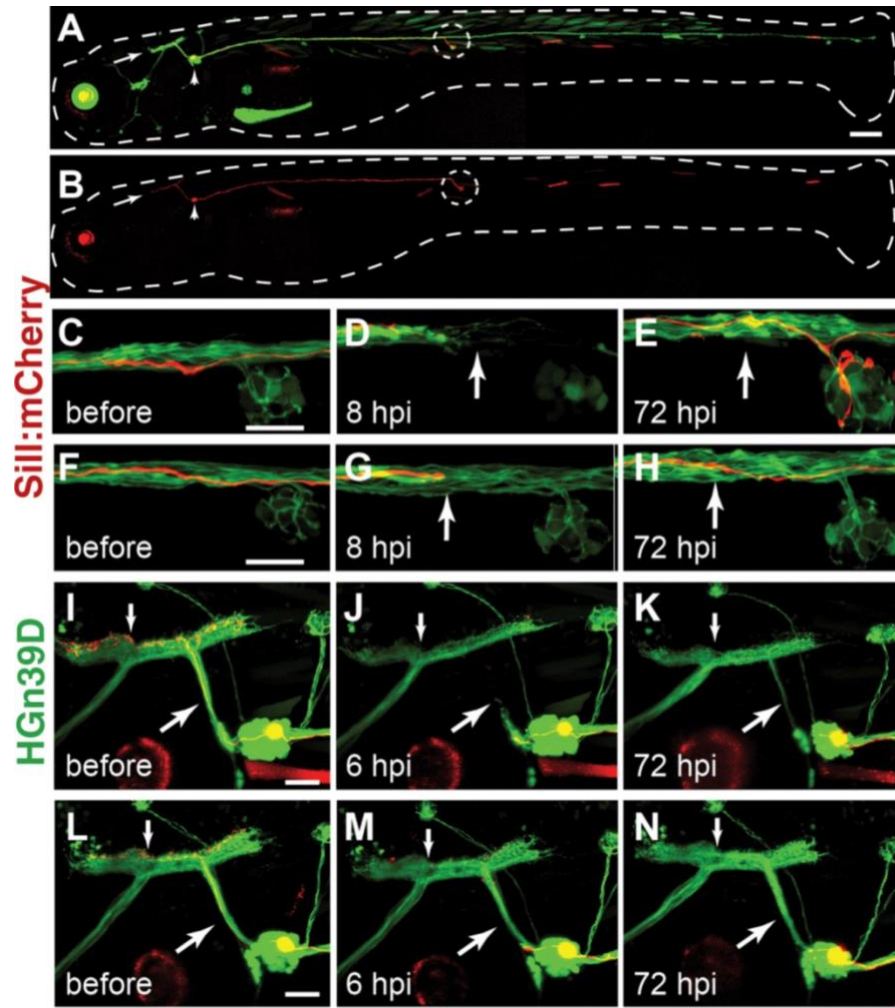 A
B
Sill:mCherry
HGn39D
C
before
D
8 hpi
E
72 hpi
F
before
G
8 hpi
H
72 hpi
I
before
J
6 hpi
K
72 hpi
L
before
M
6 hpi
N
72 hpi